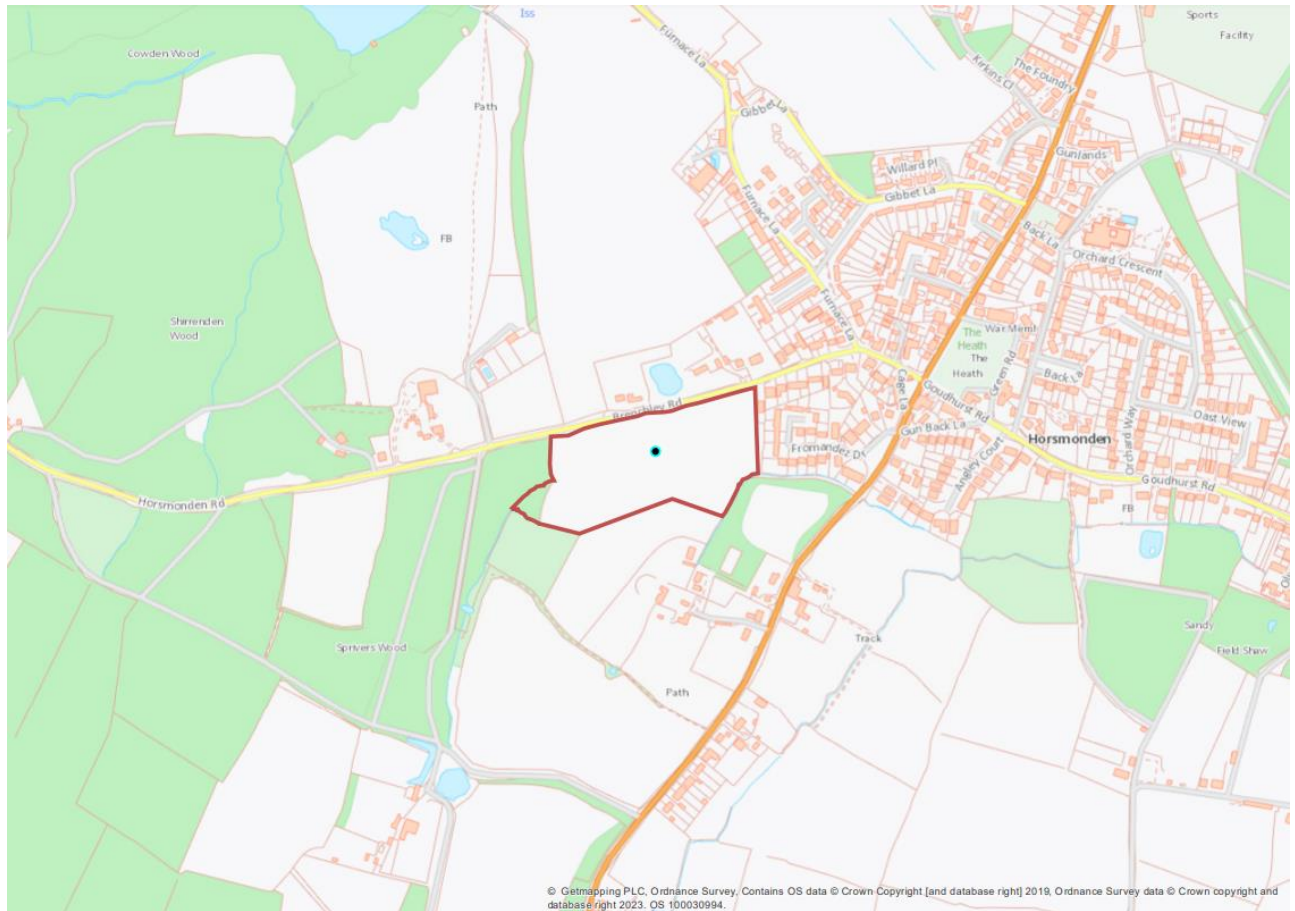 Iss
Sports
Facility
Cowden Wood
Furnace La
Kirkins Cl
The Foundry
Path
Gibbet La
Gunlands
Willard Pl
Gibbet La
Furnace La
Back La
Orchard Crescent
FB
Furnace La
Shirrenden
Wood
War Meml
The
Heath
The
Heath
Green Rd
Back La
Cage La
Goudhurst Rd
Brenchley Rd
Oast View
Orchard Way
Gun Back La
Horsmonden
Fromandez Dr
Angley Court
Goudhurst Rd
Horsmonden Rd
FB
Sandy
Field Shaw
Sprivers Wood
Track
Path
© Getmapping PLC, Ordnance Survey, Contains OS data © Crown Copyright [and database right] 2019, Ordnance Survey data © Crown copyright and
database right 2023. OS 100030994.